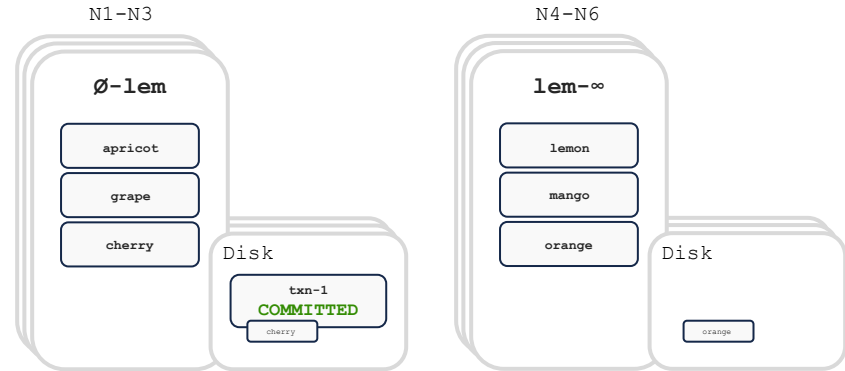 N1-N3
Ø-lem
apricot
grape
cherry
Disk
txn-1
COMMITTED
cherry
N4-N6
lem-∞
lemon
mango
orange
Disk
orange